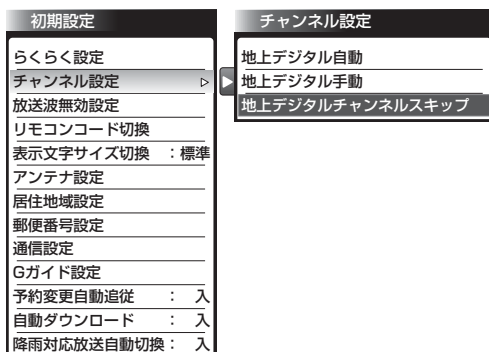 初期設定
らくらく設定
チャンネル設定
放送波無効設定
リモコンコード切換
表示文字サイズ切換 ：標準
アンテナ設定
居住地域設定
郵便番号設定
通信設定
Gガイド設定
予約変更自動追従 ： 入
自動ダウンロード ： 入
降雨対応放送自動切換： 入
チャンネル設定
地上デジタル自動
地上デジタル手動
地上デジタルチャンネルスキップ